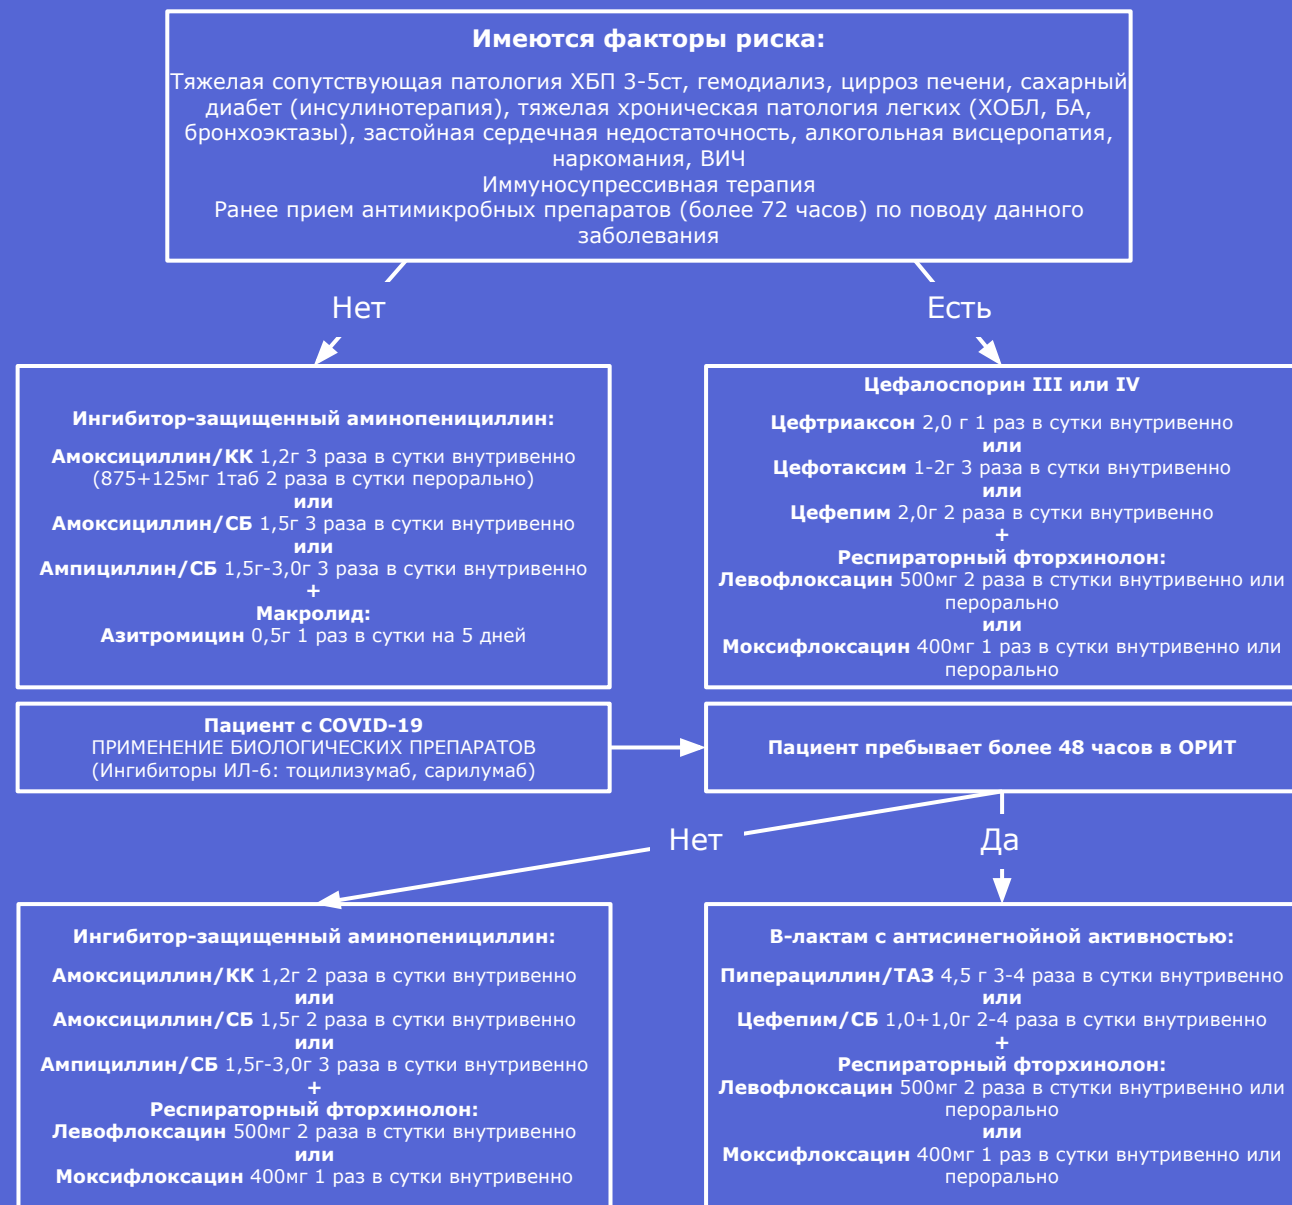 Имеются факторы риска:
Тяжелая сопутствующая патология ХБП 3-5ст, гемодиализ, цирроз печени, сахарный
диабет (инсулинотерапия), тяжелая хроническая патология легких (ХОБЛ, БА,
бронхоэктазы), застойная сердечная недостаточность, алкогольная висцеропатия,
наркомания, ВИЧ
Иммуносупрессивная терапия
Ранее прием антимикробных препаратов (более 72 часов) по поводу данного
заболевания
Нет
Есть
Ингибитор-защищенный аминопенициллин:
Амоксициллин/КК 1,2г 3 раза в сутки внутривенно
(875+125мг 1таб 2 раза в сутки перорально)
или
Амоксициллин/СБ 1,5г 3 раза в сутки внутривенно
или
Ампициллин/СБ 1,5г-3,0г 3 раза в сутки внутривенно
+
Макролид:
Азитромицин 0,5г 1 раз в сутки на 5 дней
Цефалоспорин III или IV
Цефтриаксон 2,0 г 1 раз в сутки внутривенно
или
Цефотаксим 1-2г 3 раза в сутки внутривенно
или
Цефепим 2,0г 2 раза в сутки внутривенно
+
Респираторный фторхинолон:
Левофлоксацин 500мг 2 раза в стутки внутривенно или
перорально
или
Моксифлоксацин 400мг 1 раз в сутки внутривенно или
перорально
Пациент с COVID-19
ПРИМЕНЕНИЕ БИОЛОГИЧЕСКИХ ПРЕПАРАТОВ
(Ингибиторы ИЛ-6: тоцилизумаб, сарилумаб)
Пациент пребывает более 48 часов в ОРИТ
Нет
Да
Ингибитор-защищенный аминопенициллин:
Амоксициллин/КК 1,2г 2 раза в сутки внутривенно
или
Амоксициллин/СБ 1,5г 2 раза в сутки внутривенно
или
Ампициллин/СБ 1,5г-3,0г 3 раза в сутки внутривенно
+
Респираторный фторхинолон:
Левофлоксацин 500мг 2 раза в стутки внутривенно
или
Моксифлоксацин 400мг 1 раз в сутки внутривенно
В-лактам с антисинегнойной активностью:
Пиперациллин/ТАЗ 4,5 г 3-4 раза в сутки внутривенно
или
Цефепим/СБ 1,0+1,0г 2-4 раза в сутки внутривенно
+
Респираторный фторхинолон:
Левофлоксацин 500мг 2 раза в стутки внутривенно или
перорально
или
Моксифлоксацин 400мг 1 раз в сутки внутривенно или
перорально